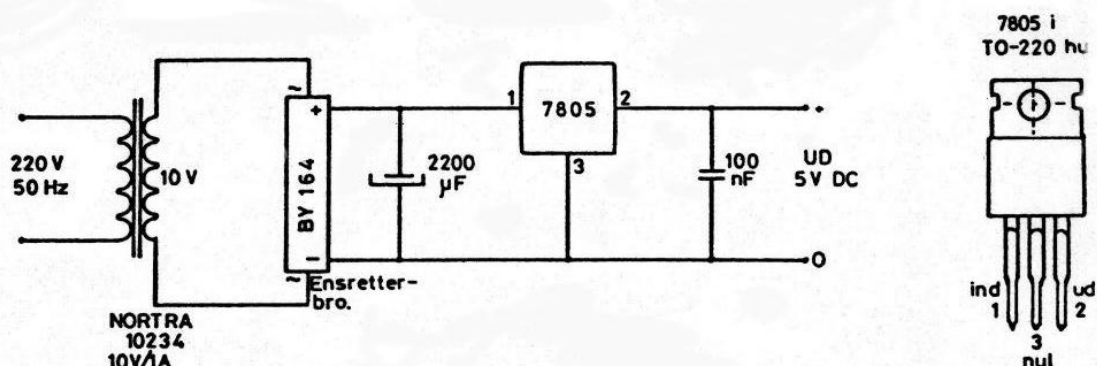 220 V
50 Hz
10 V
NORTRA
10234
10V/1A
~
+
BY 164
–
~
Ensretter-
bro.
2200
µF
1
7805
2
3
100
nF
+
UD
5V DC
O
7805 i
TO-220 hu
ind
1
ud
2
3
nul